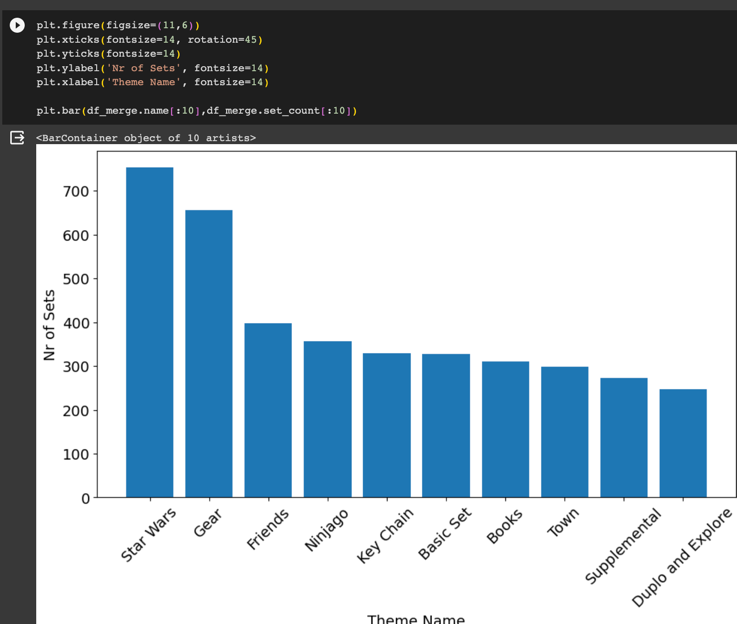 plt.figure(figsize=(11,6))
plt.xticks(fontsize=14, rotation=45)
plt.yticks(fontsize=14)
plt.ylabel('Nr of Sets', fontsize=14)
plt.xlabel('Theme Name', fontsize=14)
plt.bar(df_merge.name[:10],df_merge.set_count[:10])
<BarContainer object of 10 artists>
700
600
500
400
300
200
100
0
Nr of Sets
Star Wars
Gear
Friends
Ninjago
Key Chain
Basic Set
Books
Town
Supplemental
Duplo and Explore
Theme Name